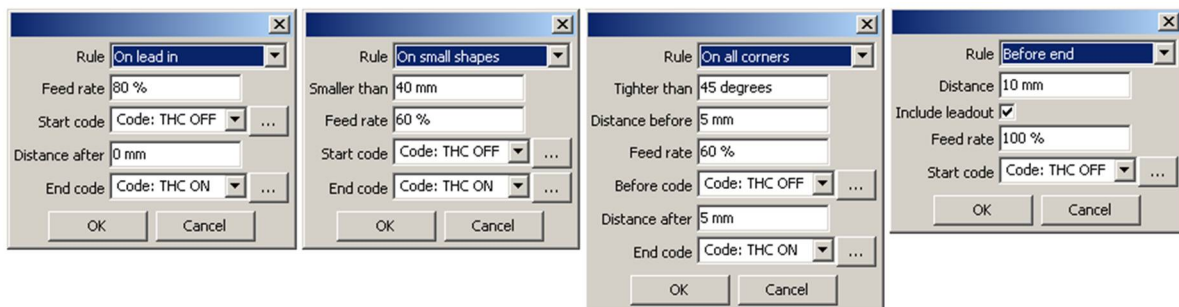 Rule On lead in
Feed rate 80 %
Start code Code: THC OFF ...
Distance after 0 mm
End code Code: THC ON ...
OK Cancel
Rule On small shapes
Smaller than 40 mm
Feed rate 60 %
Start code Code: THC OFF ...
End code Code: THC ON ...
OK Cancel
Rule On all corners
Tighter than 45 degrees
Distance before 5 mm
Feed rate 60 %
Before code Code: THC OFF ...
Distance after 5 mm
End code Code: THC ON ...
OK Cancel
Rule Before end
Distance 10 mm
Include leadout
Feed rate 100 %
Start code Code: THC OFF ...
OK Cancel